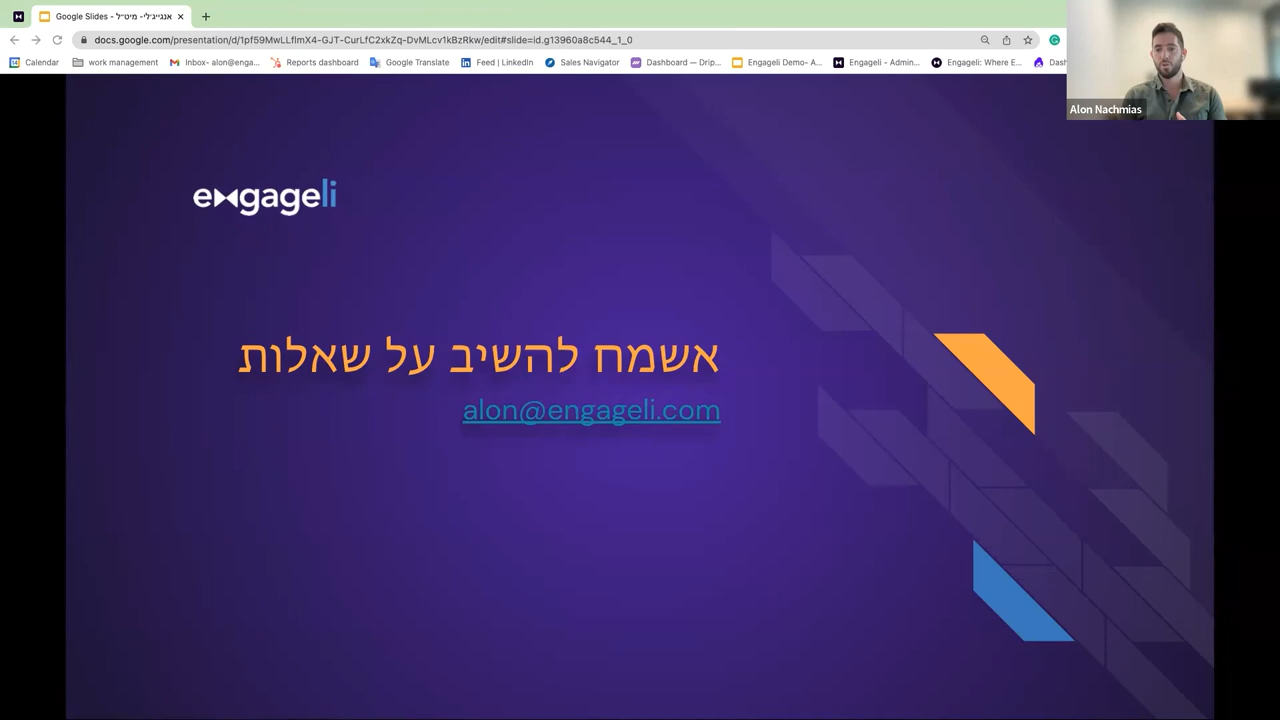 Google Slides - אנגייג'לי- מיט״ל
docs.google.com/presentation/d/1pf59MwLLflmX4-GJT-CurLfC2xkZq-DvMLcv1kBzRkw/edit#slide=id.g13960a8c544_1_0
Calendar work management Inbox- alon@enga... Reports dashboard Google Translate Feed | LinkedIn Sales Navigator Dashboard — Drip... Engageli Demo- A... Engageli - Admin... Engageli: Where E... Dash
Alon Nachmias
engageli
אשמח להשיב על שאלות
alon@engageli.com